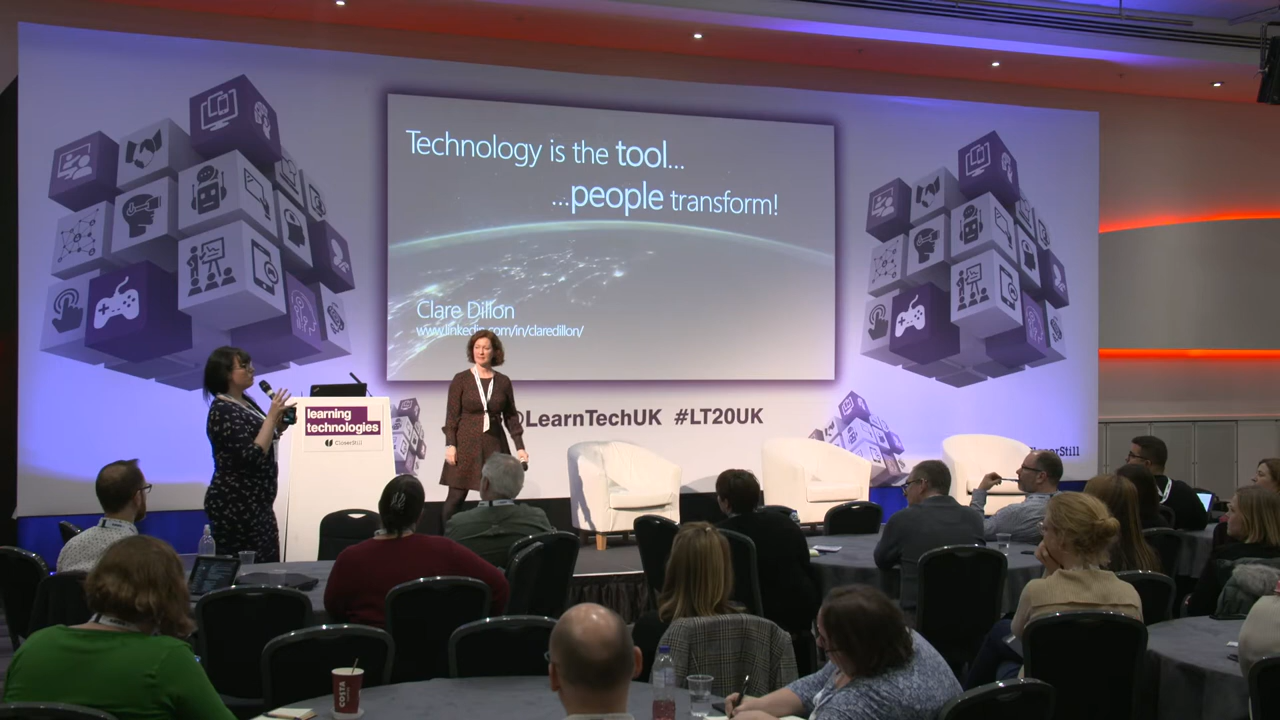 Technology is the tool...
...people transform!
Clare Dillon
www.linkedin.com/in/claredillon/
learning
technologies
CloserStill
@LearnTechUK #LT20UK
COSTA